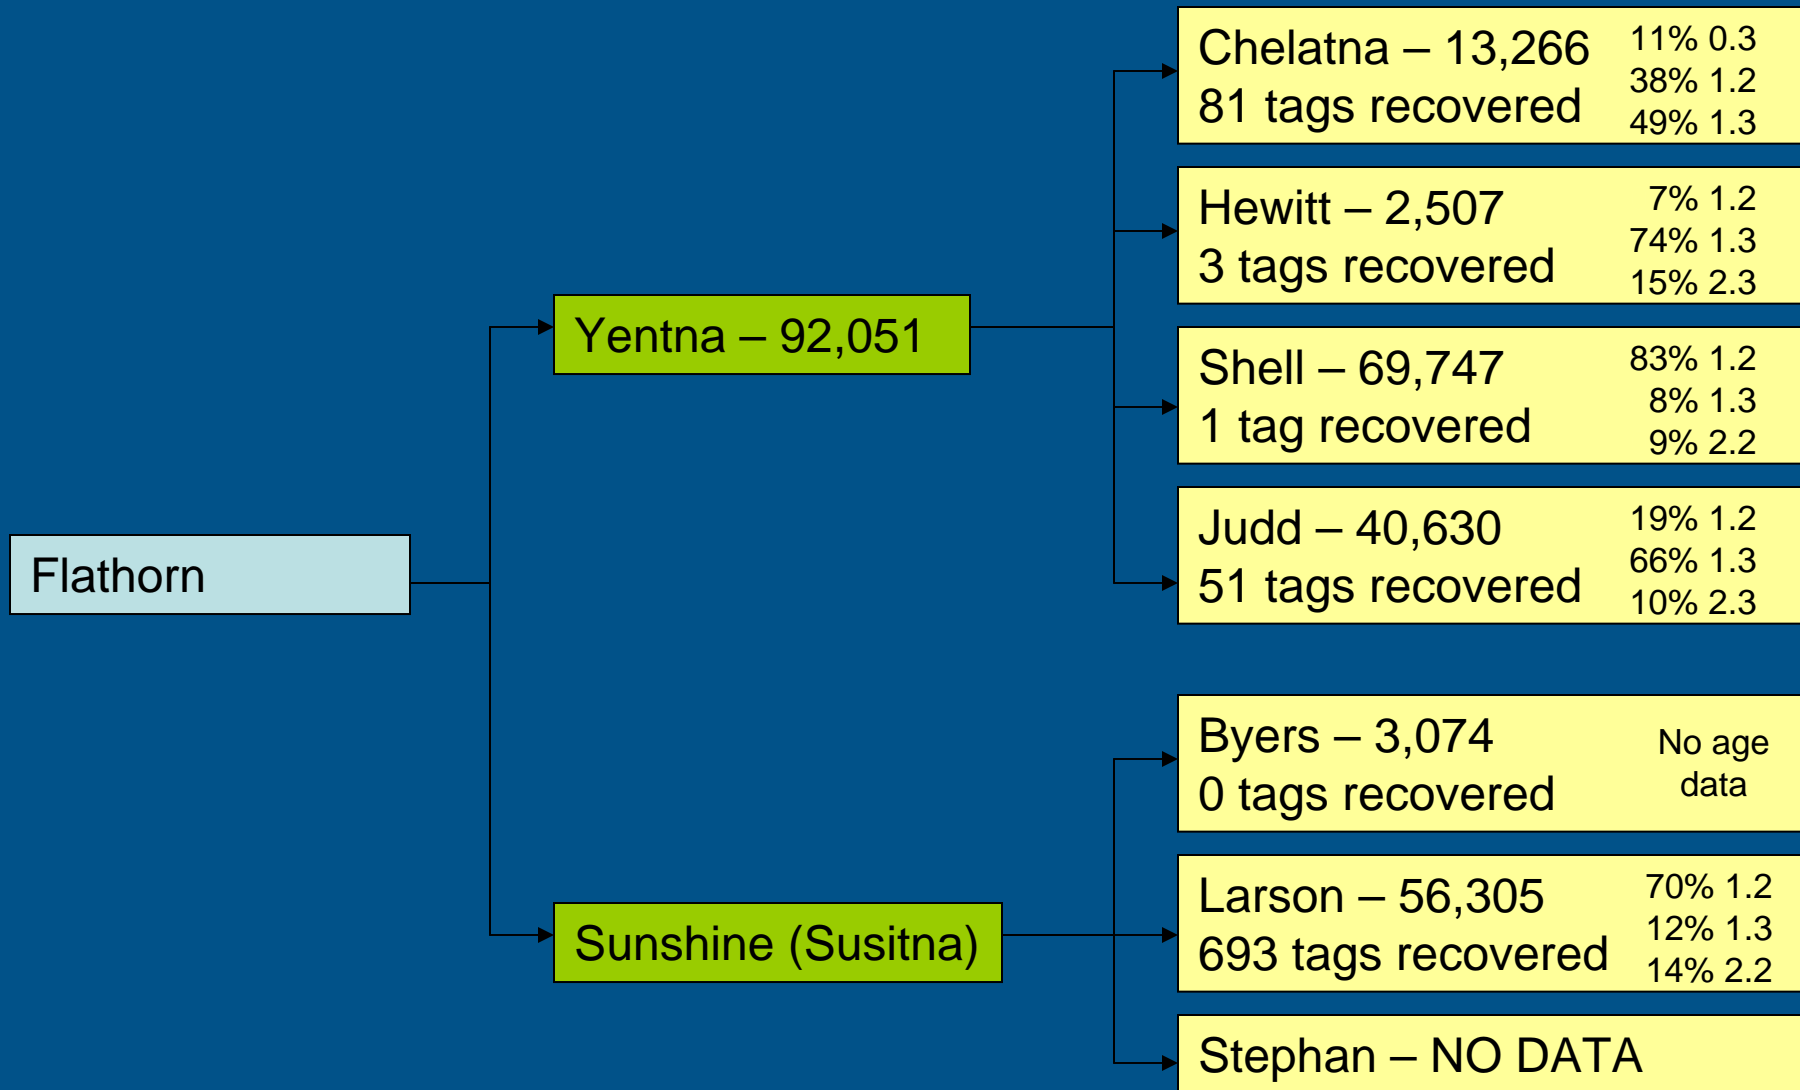 Flathorn
Yentna – 92,051
Sunshine (Susitna)
Chelatna – 13,266
81 tags recovered
11% 0.3
38% 1.2
49% 1.3
Hewitt – 2,507
3 tags recovered
7% 1.2
74% 1.3
15% 2.3
Shell – 69,747
1 tag recovered
83% 1.2
8% 1.3
9% 2.2
Judd – 40,630
51 tags recovered
19% 1.2
66% 1.3
10% 2.3
Byers – 3,074
0 tags recovered
No age
data
Larson – 56,305
693 tags recovered
70% 1.2
12% 1.3
14% 2.2
Stephan – NO DATA